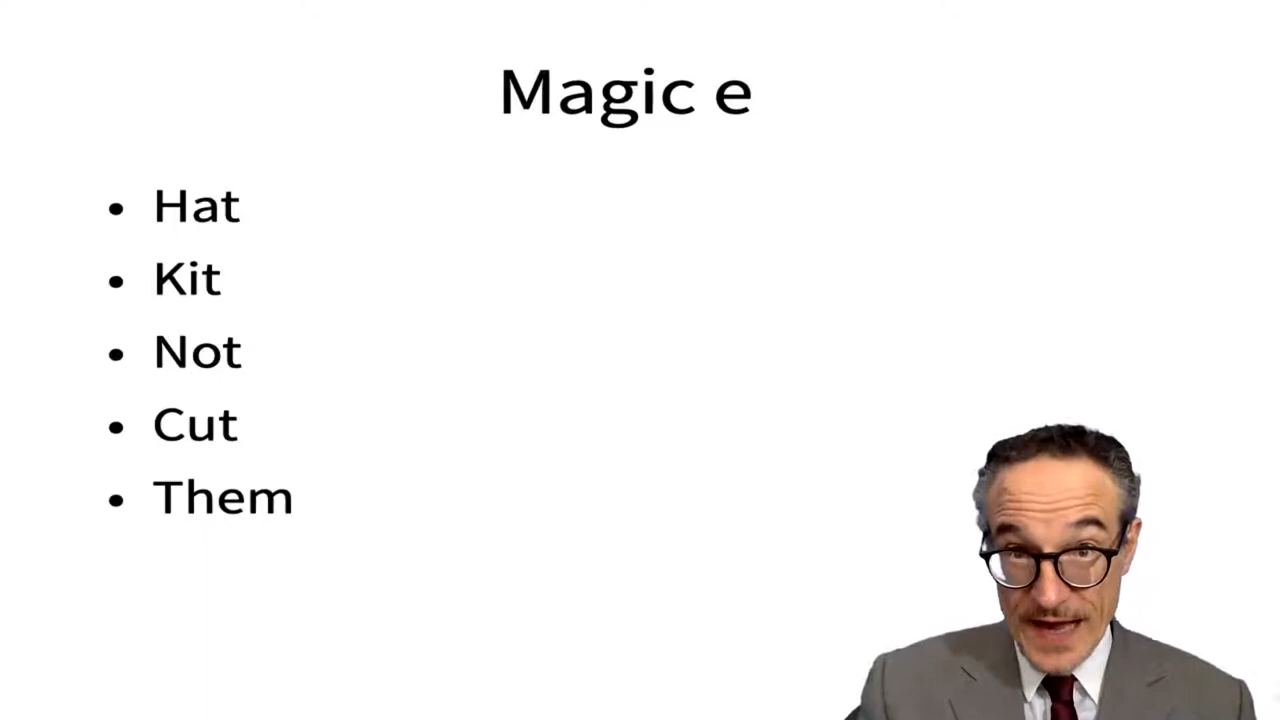 Magic e
• Hat
• Kit
• Not
• Cut
• Them